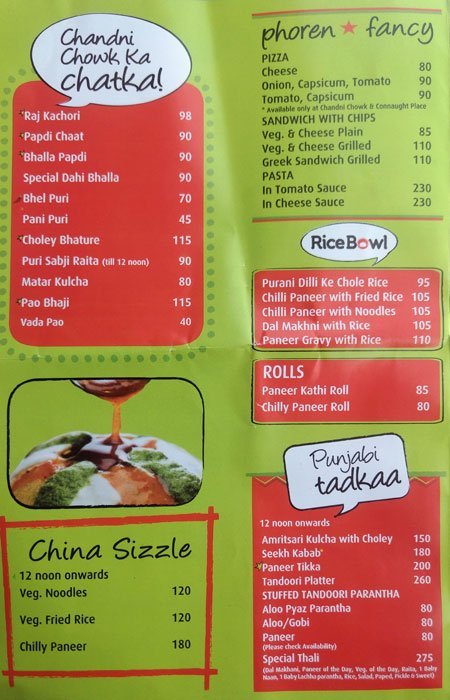 Chandni
Chowk Ka
chatka!
*Raj Kachori 98
*Papdi Chaat 90
*Bhalla Papdi 90
Special Dahi Bhalla 90
*Bhel Puri 70
Pani Puri 45
*Choley Bhature 115
Puri Sabji Raita (till 12 noon) 90
Matar Kulcha 80
*Pao Bhaji 115
Vada Pao 40
China Sizzle
12 noon onwards
Veg. Noodles 120
Veg. Fried Rice 120
Chilly Paneer 180
phoren ★ fancy
PIZZA
Cheese 80
Onion, Capsicum, Tomato 90
Tomato, Capsicum 90
* Available only at Chandni Chowk & Connaught Place
SANDWICH WITH CHIPS
Veg. & Cheese Plain 85
Veg. & Cheese Grilled 110
Greek Sandwich Grilled 110
PASTA
In Tomato Sauce 230
In Cheese Sauce 230
RiceBowl
Purani Dilli Ke Chole Rice 95
Chilli Paneer with Fried Rice 105
Chilli Paneer with Noodles 105
Dal Makhni with Rice 105
Paneer Gravy with Rice 110
ROLLS
Paneer Kathi Roll 85
Chilly Paneer Roll 80
Punjabi
tadkaa
12 noon onwards
Amritsari Kulcha with Choley 150
Seekh Kabab* 180
*Paneer Tikka 200
Tandoori Platter 260
STUFFED TANDOORI PARANTHA
Aloo Pyaz Parantha 80
Aloo/Gobi 80
Paneer 80
(Please check Availability)
Special Thali 275
(Dal Makhani, Paneer of the Day, Veg. of the Day, Raita, 1 Baby
Naan, 1 Baby Lachha parantha, Rice, Salad, Paped, Pickle & Sweet)